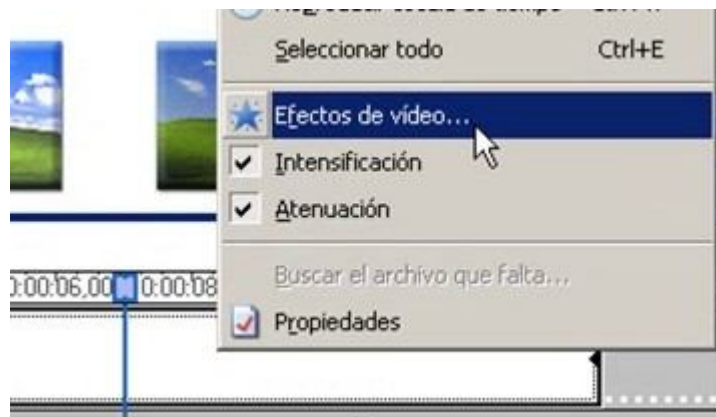 Seleccionar todo Ctrl+E
Efectos de vídeo...
Intensificación
Atenuación
Buscar el archivo que falta...
0:00:06,00 0:00:08
Propiedades